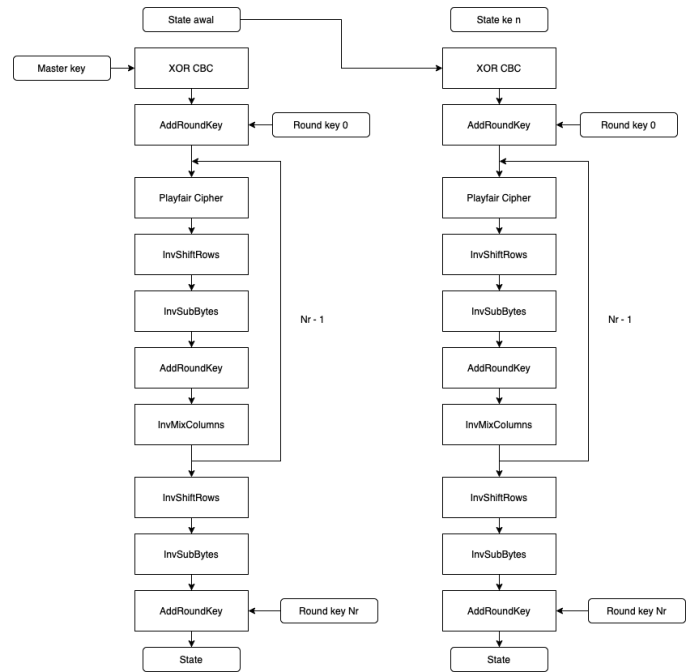 State awal
State ke n
Master key
XOR CBC
XOR CBC
AddRoundKey
Round key 0
AddRoundKey
Round key 0
Playfair Cipher
Playfair Cipher
InvShiftRows
InvShiftRows
InvSubBytes
Nr - 1
InvSubBytes
Nr - 1
AddRoundKey
AddRoundKey
InvMixColumns
InvMixColumns
InvShiftRows
InvShiftRows
InvSubBytes
InvSubBytes
AddRoundKey
Round key Nr
AddRoundKey
Round key Nr
State
State